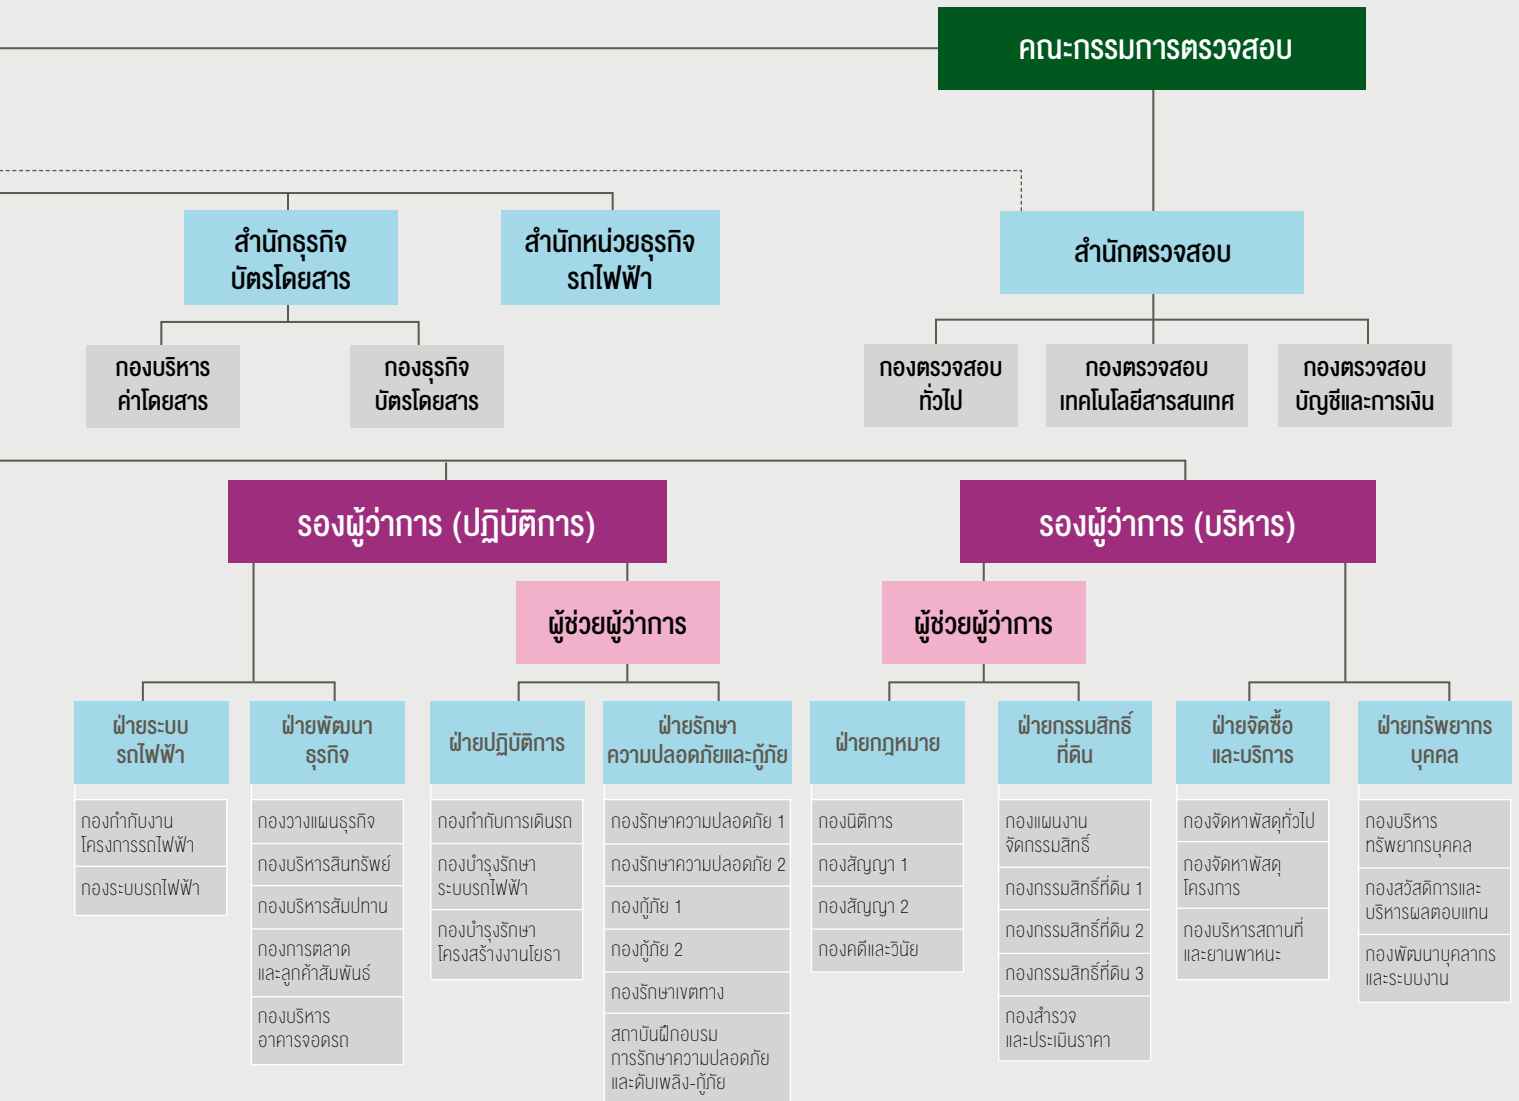 คณะกรรมการตรวจสอบ
สำนักธุรกิจ
บัตรโดยสาร
สำนักหน่วยธุรกิจ
รถไฟฟ้า
สำนักตรวจสอบ
กองบริหาร
ค่าโดยสาร
กองธุรกิจ
บัตรโดยสาร
กองตรวจสอบ
ทั่วไป
กองตรวจสอบ
เทคโนโลยีสารสนเทศ
กองตรวจสอบ
บัญชีและการเงิน
รองผู้ว่าการ (ปฏิบัติการ)
รองผู้ว่าการ (บริหาร)
ผู้ช่วยผู้ว่าการ
ผู้ช่วยผู้ว่าการ
ฝ่ายระบบ
รถไฟฟ้า
กองกำกับงาน
โครงการรถไฟฟ้า
กองระบบรถไฟฟ้า
ฝ่ายพัฒนา
ธุรกิจ
กองวางแผนธุรกิจ
กองบริหารสินทรัพย์
กองบริหารสัมปทาน
กองการตลาด
และลูกค้าสัมพันธ์
กองบริหาร
อาคารจอดรถ
ฝ่ายปฏิบัติการ
กองกำกับการเดินรถ
กองบำรุงรักษา
ระบบรถไฟฟ้า
กองบำรุงรักษา
โครงสร้างงานโยธา
ฝ่ายรักษา
ความปลอดภัยและกู้ภัย
กองรักษาความปลอดภัย 1
กองรักษาความปลอดภัย 2
กองกู้ภัย 1
กองกู้ภัย 2
กองรักษาเขตทาง
สถาบันฝึกอบรม
การรักษาความปลอดภัย
และดับเพลิง-กู้ภัย
ฝ่ายกฎหมาย
กองนิติการ
กองสัญญา 1
กองสัญญา 2
กองคดีและวินัย
ฝ่ายกรรมสิทธิ์
ที่ดิน
กองแผนงาน
จัดกรรมสิทธิ์
กองกรรมสิทธิ์ที่ดิน 1
กองกรรมสิทธิ์ที่ดิน 2
กองกรรมสิทธิ์ที่ดิน 3
กองสำรวจ
และประเมินราคา
ฝ่ายจัดซื้อ
และบริการ
กองจัดหาพัสดุทั่วไป
กองจัดหาพัสดุ
โครงการ
กองบริหารสถานที่
และยานพาหนะ
ฝ่ายทรัพยากร
บุคคล
กองบริหาร
ทรัพยากรบุคคล
กองสวัสดิการและ
บริหารผลตอบแทน
กองพัฒนาบุคลากร
และระบบงาน